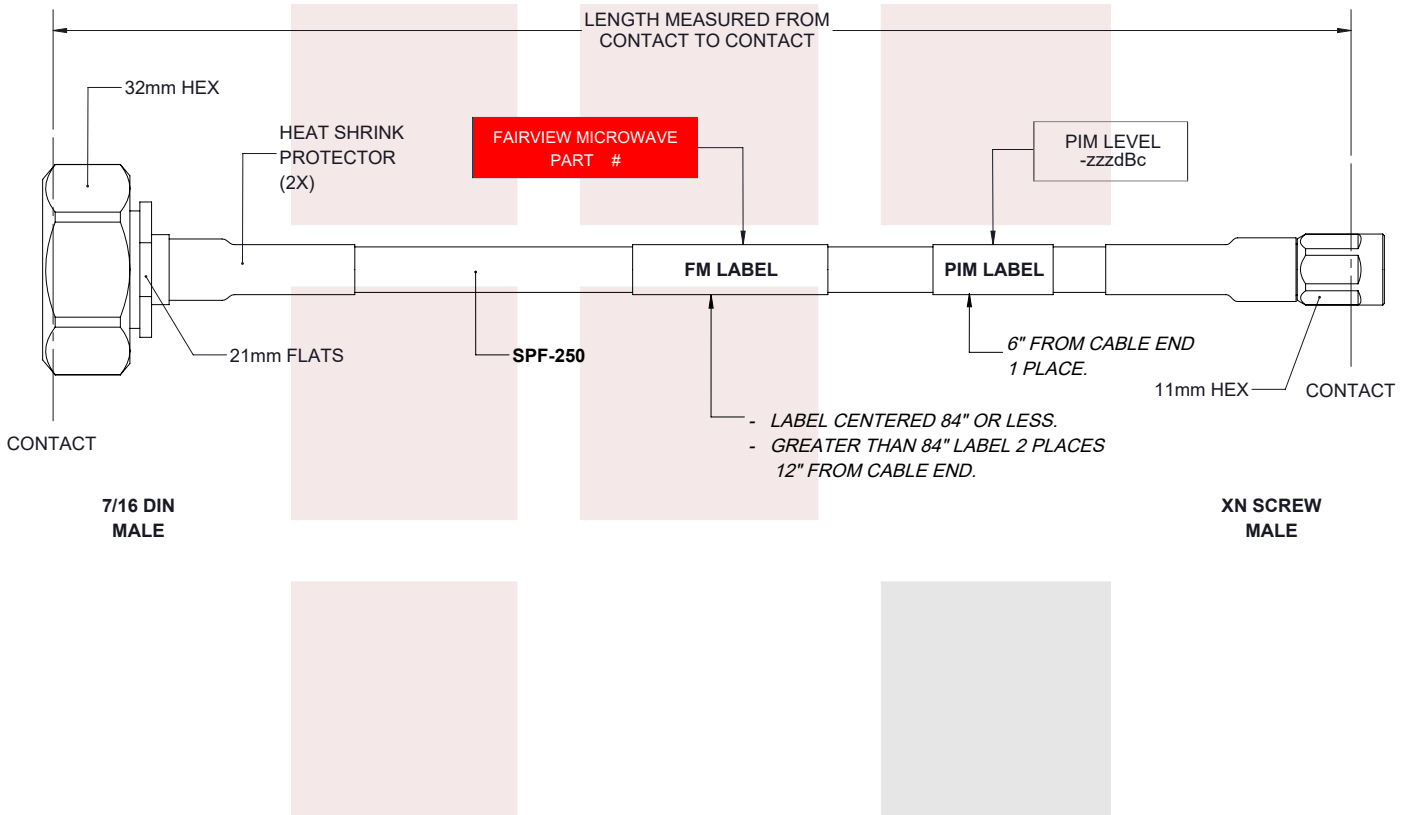 LENGTH MEASURED FROM
CONTACT TO CONTACT
32mm HEX
HEAT SHRINK
PROTECTOR
(2X)
FAIRVIEW MICROWAVE
PART #
PIM LEVEL
-zzzdBc
FM LABEL
PIM LABEL
21mm FLATS
SPF-250
6" FROM CABLE END
1 PLACE.
11mm HEX
CONTACT
- LABEL CENTERED 84" OR LESS.
- GREATER THAN 84" LABEL 2 PLACES
12" FROM CABLE END.
CONTACT
7/16 DIN
MALE
XN SCREW
MALE